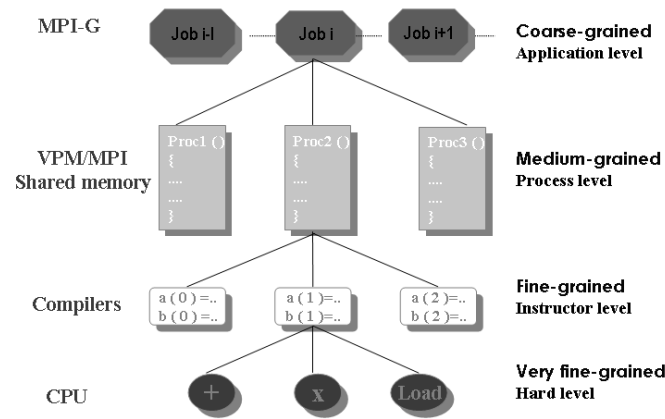 MPI-G
Job i-1
Job i
Job i+1
Coarse-grained
Application level
VPM/MPI
Shared memory
Proc1 ()
{
....
....
}
Proc2 ()
{
....
....
}
Proc3 ()
{
....
....
}
Medium-grained
Process level
Compilers
a ( 0 ) =..
b ( 0 ) =..
a ( 1 ) =..
b ( 1 ) =..
a ( 2 ) =..
b ( 2 ) =..
Fine-grained
Instructor level
CPU
+
x
Load
Very fine-grained
Hard level